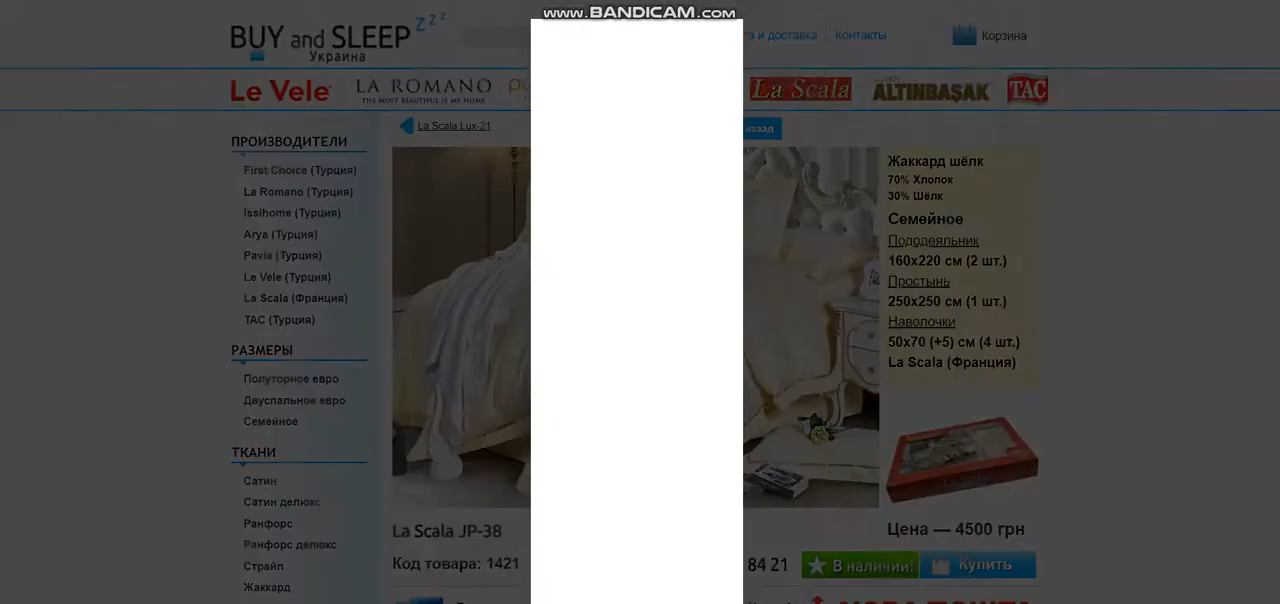 www.BANDICAM.com
BUY and SLEEP z z z
Украина
и доставка
Контакты
Корзина
Le Vele
LA ROMANO
THE MOST BEAUTIFUL IS MY HOME
La Scala
ALTINBAŞAK
TAC
La Scala Lux-21
ПРОИЗВОДИТЕЛИ
First Choice (Турция)
La Romano (Турция)
Issihome (Турция)
Arya (Турция)
Pavia (Турция)
Le Vele (Турция)
La Scala (Франция)
TAC (Турция)
РАЗМЕРЫ
Полуторное евро
Двуспальное евро
Семейное
ТКАНИ
Сатин
Сатин делюкс
Ранфорс
Ранфорс делюкс
Страйп
Жаккард
Жаккард шёлк
70% Хлопок
30% Шёлк
Семейное
Пододеяльник
160х220 см (2 шт.)
Простынь
250х250 см (1 шт.)
Наволочки
50х70 (+5) см (4 шт.)
La Scala (Франция)
La Scala JP-38
Цена — 4500 грн
Код товара: 1421
84 21
В наличии!
Купить